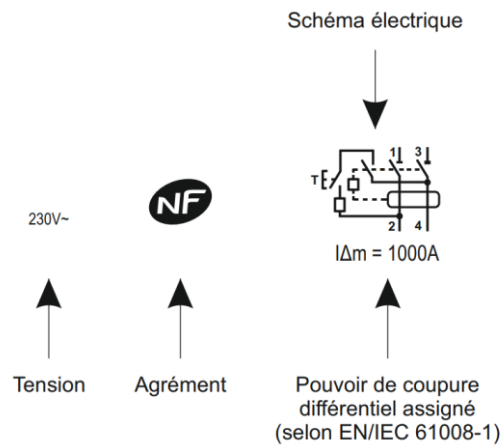 Schéma électrique
1 3
T
2 4
230V~
NF
IΔm = 1000A
Tension
Agrément
Pouvoir de coupure
différentiel assigné
(selon EN/IEC 61008-1)